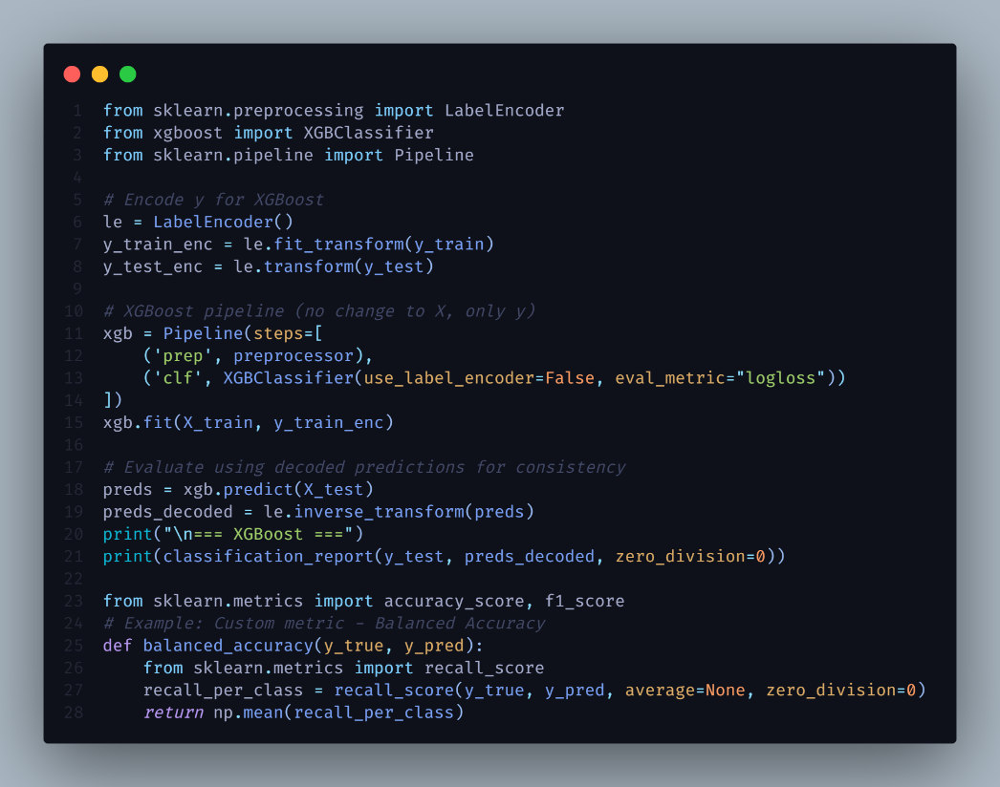 1 from sklearn.preprocessing import LabelEncoder
2 from xgboost import XGBClassifier
3 from sklearn.pipeline import Pipeline
4
5 # Encode y for XGBoost
6 le = LabelEncoder()
7 y_train_enc = le.fit_transform(y_train)
8 y_test_enc = le.transform(y_test)
9
10 # XGBoost pipeline (no change to X, only y)
11 xgb = Pipeline(steps=[
12     ('prep', preprocessor),
13     ('clf', XGBClassifier(use_label_encoder=False, eval_metric="logloss"))
14 ])
15 xgb.fit(X_train, y_train_enc)
16
17 # Evaluate using decoded predictions for consistency
18 preds = xgb.predict(X_test)
19 preds_decoded = le.inverse_transform(preds)
20 print("\n=== XGBoost ===")
21 print(classification_report(y_test, preds_decoded, zero_division=0))
22
23 from sklearn.metrics import accuracy_score, f1_score
24 # Example: Custom metric - Balanced Accuracy
25 def balanced_accuracy(y_true, y_pred):
26     from sklearn.metrics import recall_score
27     recall_per_class = recall_score(y_true, y_pred, average=None, zero_division=0)
28     return np.mean(recall_per_class)